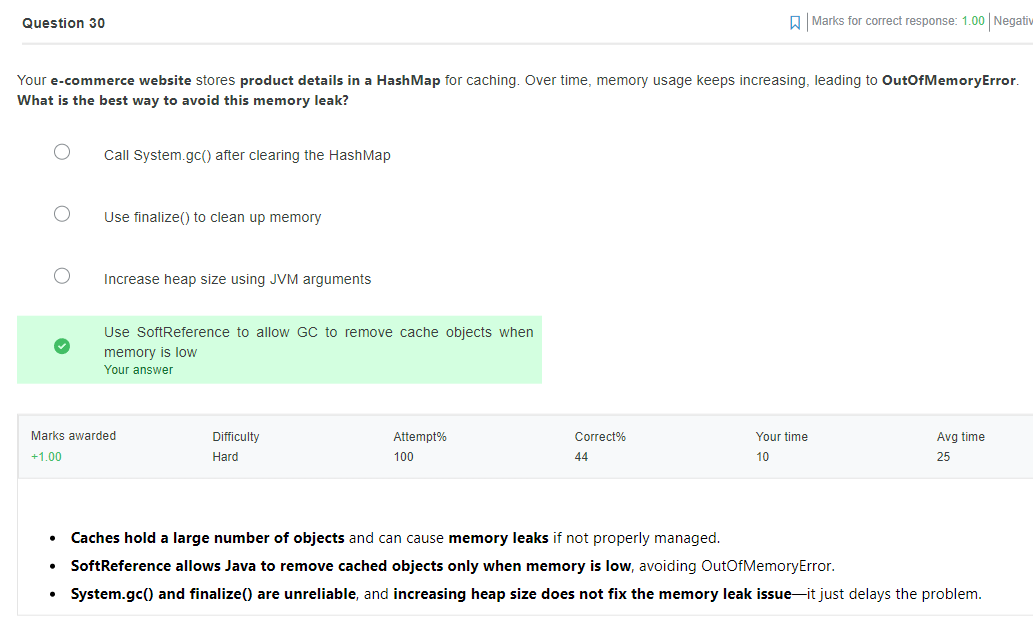 Question 30
Marks for correct response: 1.00
Your e-commerce website stores product details in a HashMap for caching. Over time, memory usage keeps increasing, leading to OutOfMemoryError.
What is the best way to avoid this memory leak?
Call System.gc() after clearing the HashMap
Use finalize() to clean up memory
Increase heap size using JVM arguments
Use SoftReference to allow GC to remove cache objects when
memory is low
Your answer
Marks awarded Difficulty Attempt% Correct% Your time Avg time
+1.00 Hard 100 44 10 25
• Caches hold a large number of objects and can cause memory leaks if not properly managed.
• SoftReference allows Java to remove cached objects only when memory is low, avoiding OutOfMemoryError.
• System.gc() and finalize() are unreliable, and increasing heap size does not fix the memory leak issue—it just delays the problem.